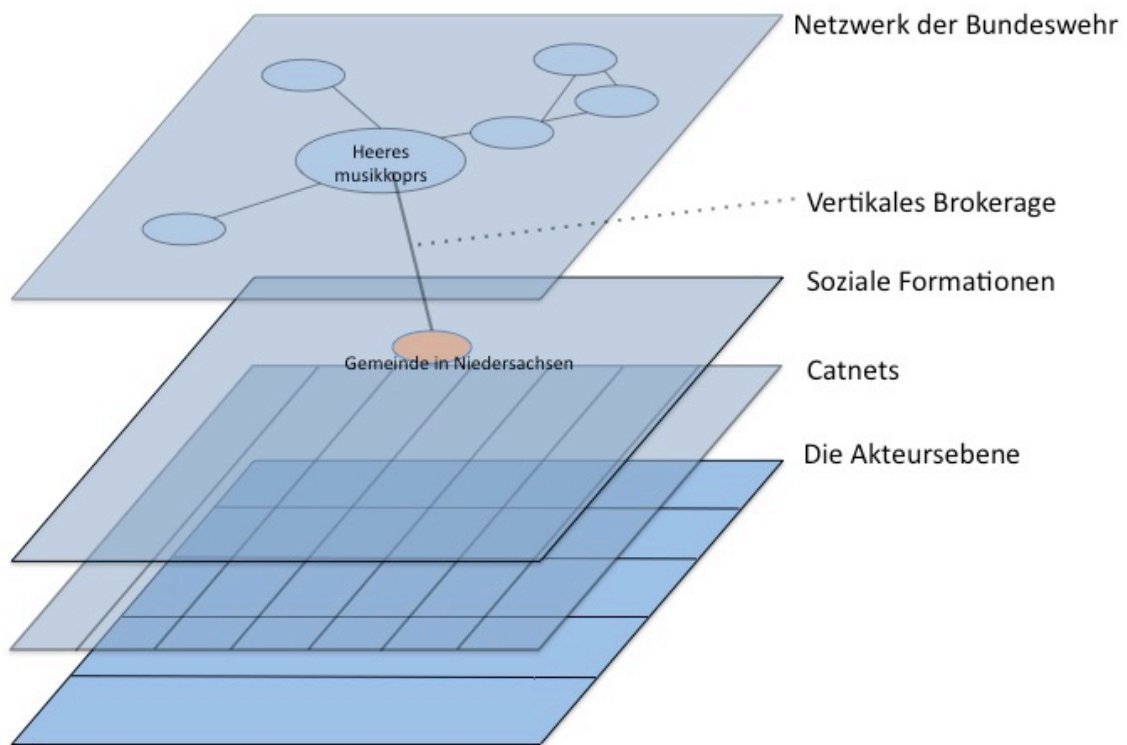 Netzwerk der Bundeswehr
Heeres
musikkoprs
Vertikales Brokerage
Soziale Formationen
Gemeinde in Niedersachsen
Catnets
Die Akteursebene